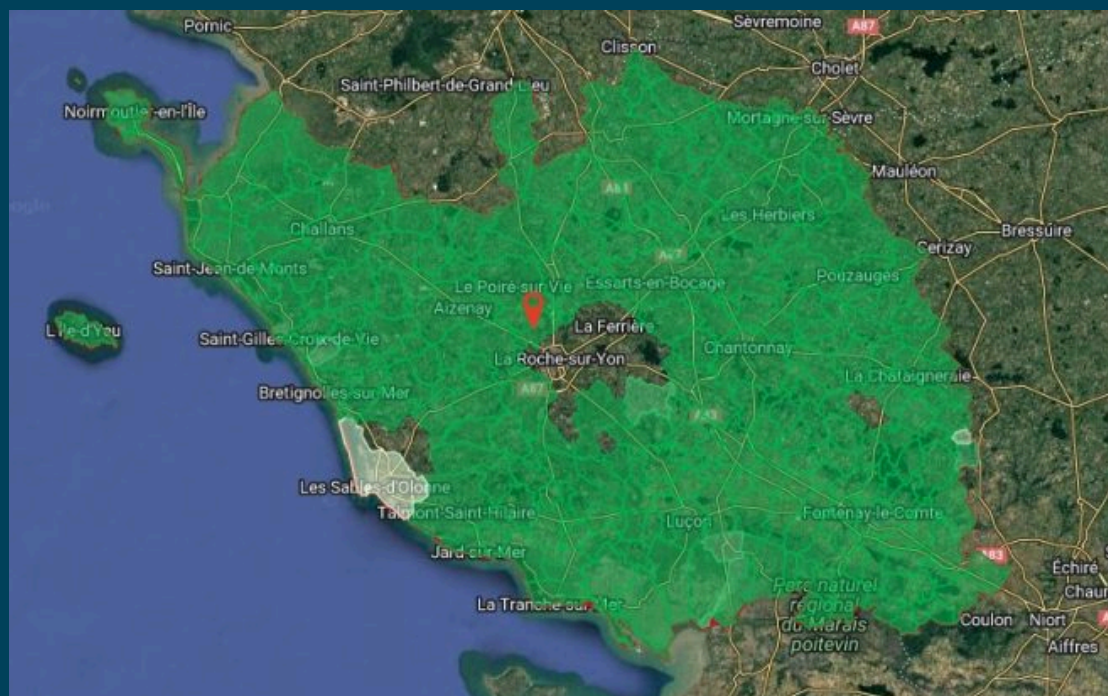 Pornic
Sèvremoine
A87
Clisson
Cholet
Saint-Philbert-de-Grand-Lieu
Noirmoutier-en-l'Île
Mortagne-sur-Sèvre
Mauléon
Les Herbiers
Challans
Bressuire
Cerizay
Saint-Jean-de-Monts
Pouzauges
Le Poiré-sur-Vie
Essarts-en-Bocage
Aizenay
L'Île-d'Yeu
La Ferrière
Saint-Gilles-Croix-de-Vie
Chantonnay
La Roche-sur-Yon
La Châtaigneraie
A87
Bretignolles-sur-Mer
Les Sables-d'Olonne
Talmont-Saint-Hilaire
Luçon
Fontenay-le-Comte
Jard-sur-Mer
A83
Échiré
Parc naturel
régional
du Marais
poitevin
La Tranche-sur-Mer
Coulon
Niort
Aiffres